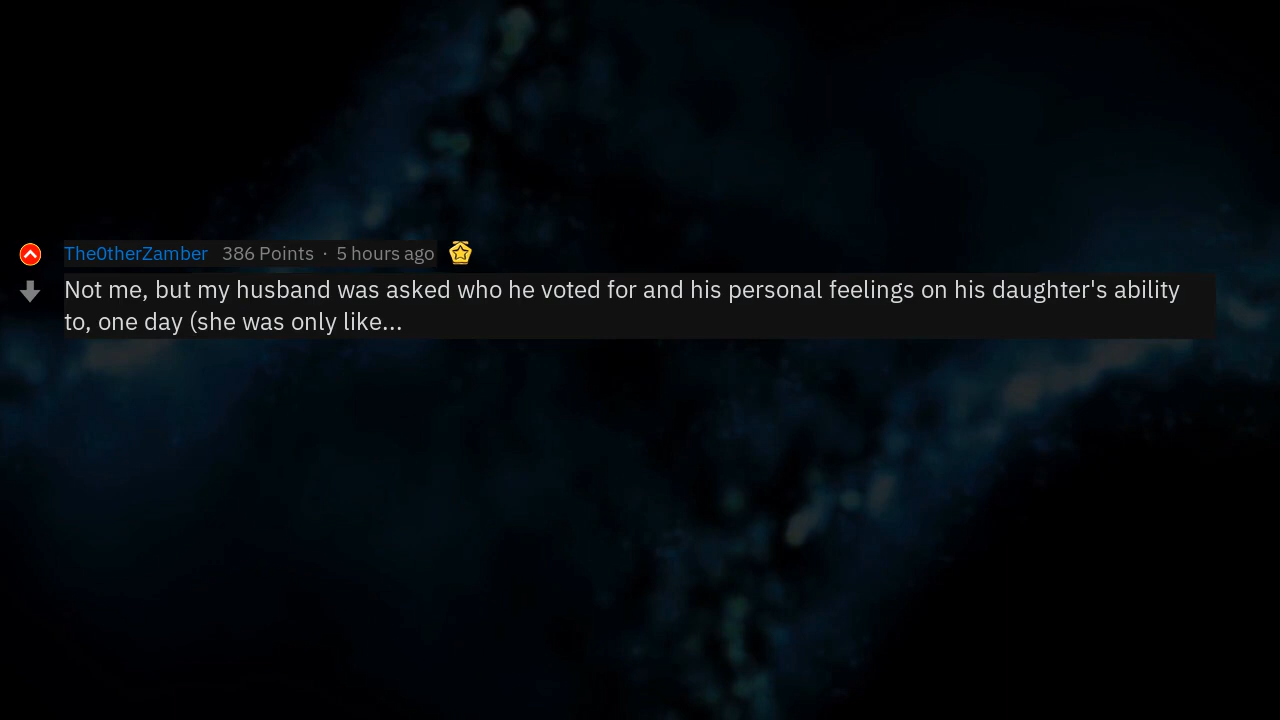 The0therZamber 386 Points · 5 hours ago
Not me, but my husband was asked who he voted for and his personal feelings on his daughter's ability
to, one day (she was only like...